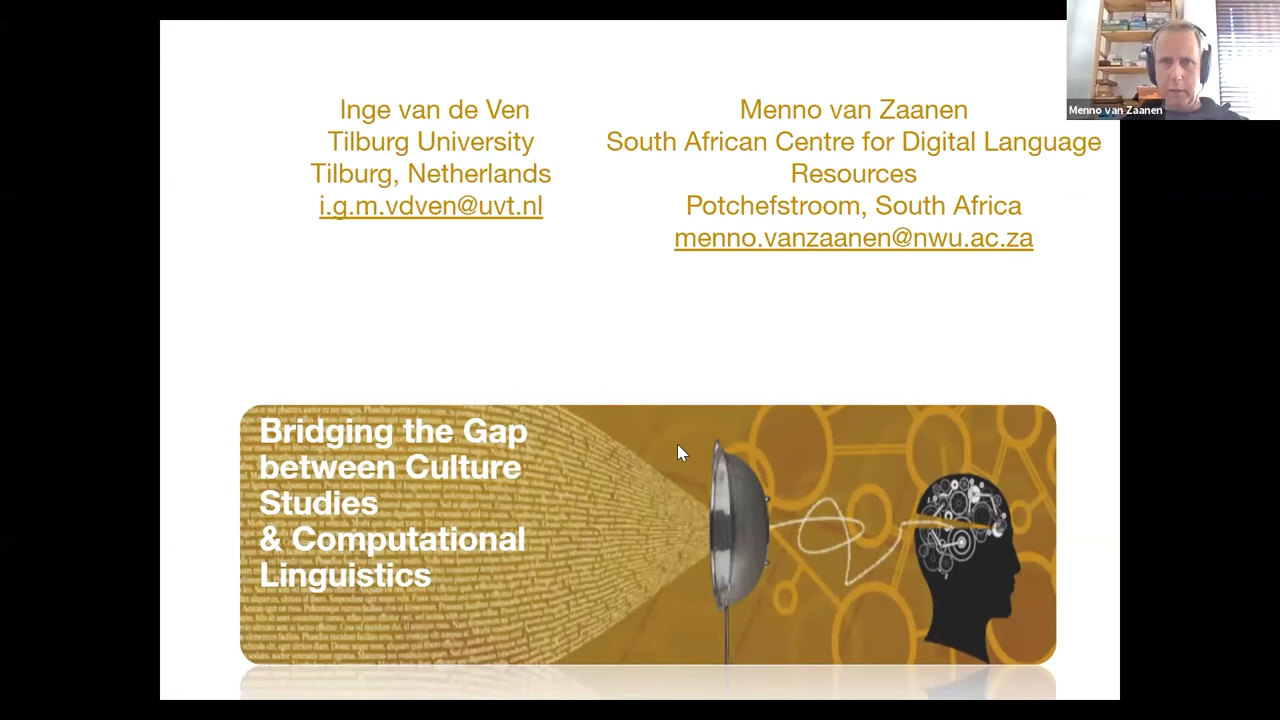 Inge van de Ven
Tilburg University
Tilburg, Netherlands
i.g.m.vdven@uvt.nl
Menno van Zaanen
South African Centre for Digital Language
Resources
Potchefstroom, South Africa
menno.vanzaanen@nwu.ac.za
Menno van Zaanen
Bridging the Gap
between Culture
Studies
& Computational
Linguistics